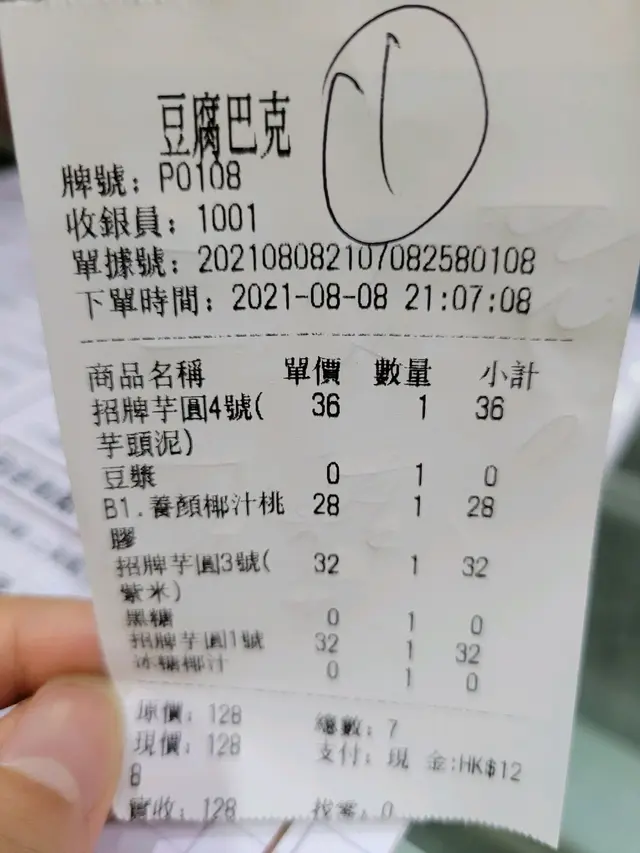 豆腐巴克
牌號: P0108
收銀員: 1001
單據號: 2021080821070825801​08
下單時間: 2021-08-08 21:07:08
商品名稱 單價 數量 小計
招牌芋圓4號( 36 1 36
芋頭泥)
豆漿 0 1 0
B1.養顏椰汁桃 28 1 28
膠
招牌芋圓3號( 32 1 32
紫米)
黑糖 0 1 0
招牌芋圓1號 32 1 32
冰糖椰汁 0 1 0
原價: 128 總數: 7
現價: 128 支付: 現 金:HK$12
8
實收: 128 找零: 0